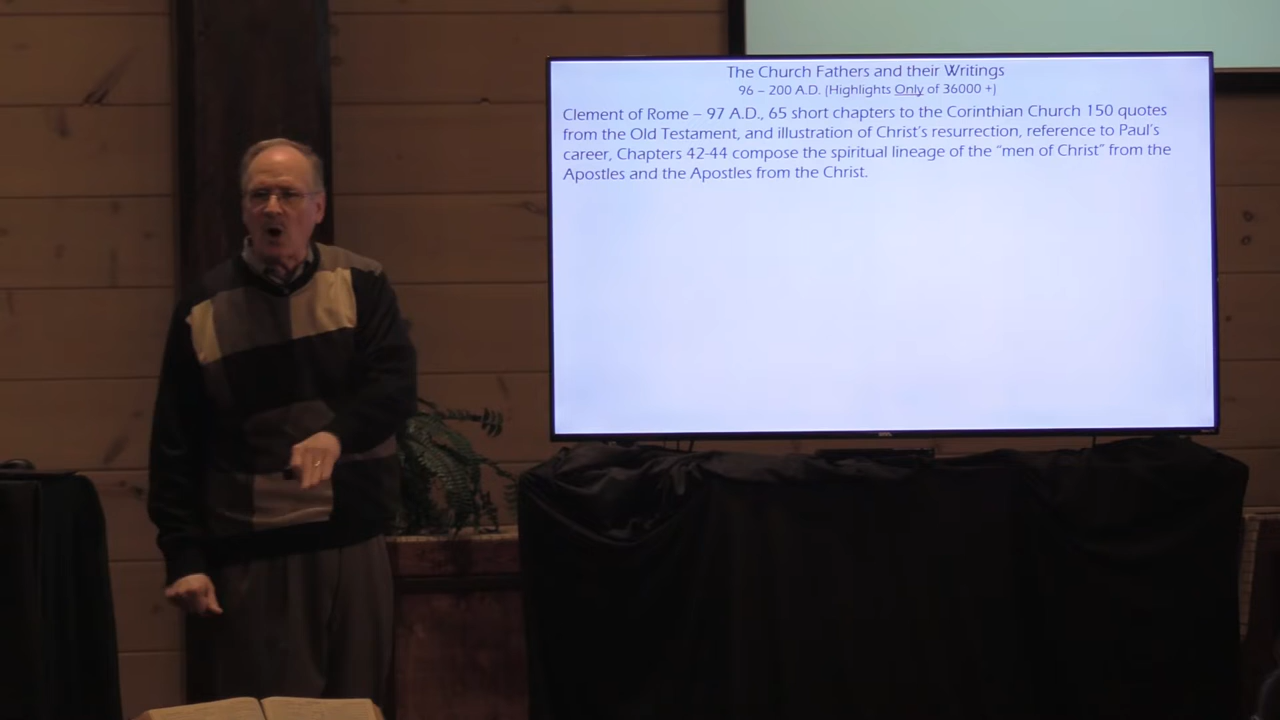 The Church Fathers and their Writings
96 – 200 A.D. (Highlights Only of 36000 +)
Clement of Rome – 97 A.D., 65 short chapters to the Corinthian Church 150 quotes
from the Old Testament, and illustration of Christ's resurrection, reference to Paul's
career, Chapters 42-44 compose the spiritual lineage of the “men of Christ” from the
Apostles and the Apostles from the Christ.